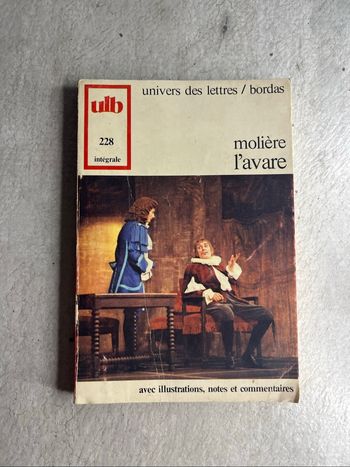 ulb
228
intégrale
univers des lettres / bordas
molière
l'avare
avec illustrations, notes et commentaires